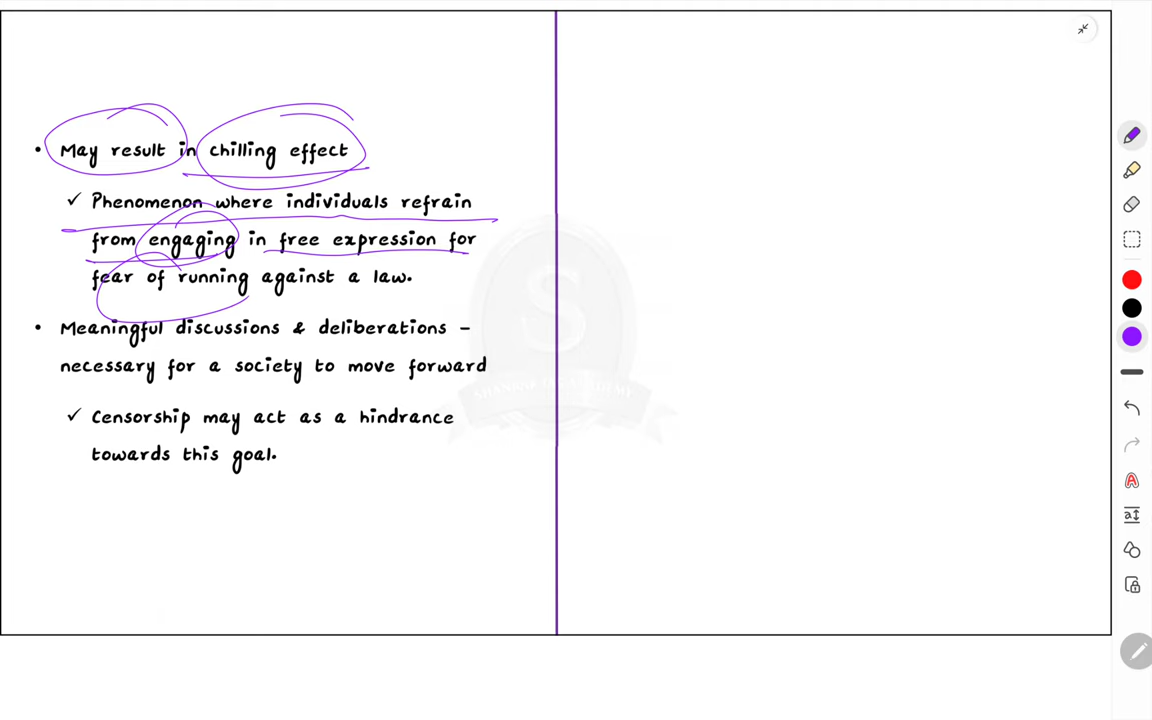 • May result in chilling effect
✓ Phenomenon where individuals refrain
from engaging in free expression for
fear of running against a law.
• Meaningful discussions & deliberations –
necessary for a society to move forward
✓ Censorship may act as a hindrance
towards this goal.